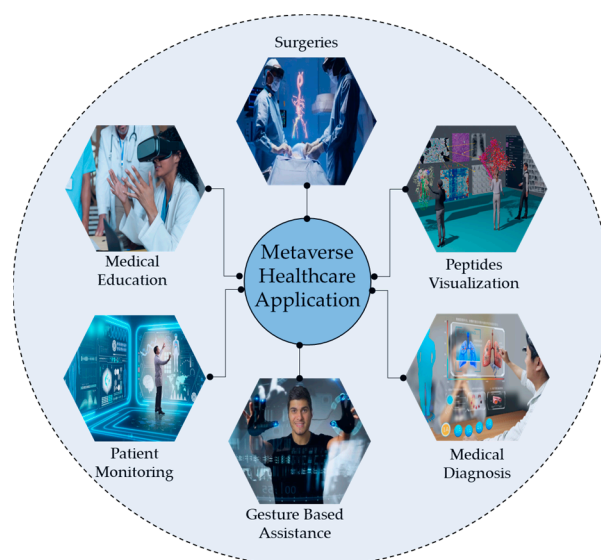 Surgeries
Medical
Education
Metaverse
Healthcare
Application
Peptides
Visualization
Patient
Monitoring
Medical
Diagnosis
Gesture Based
Assistance